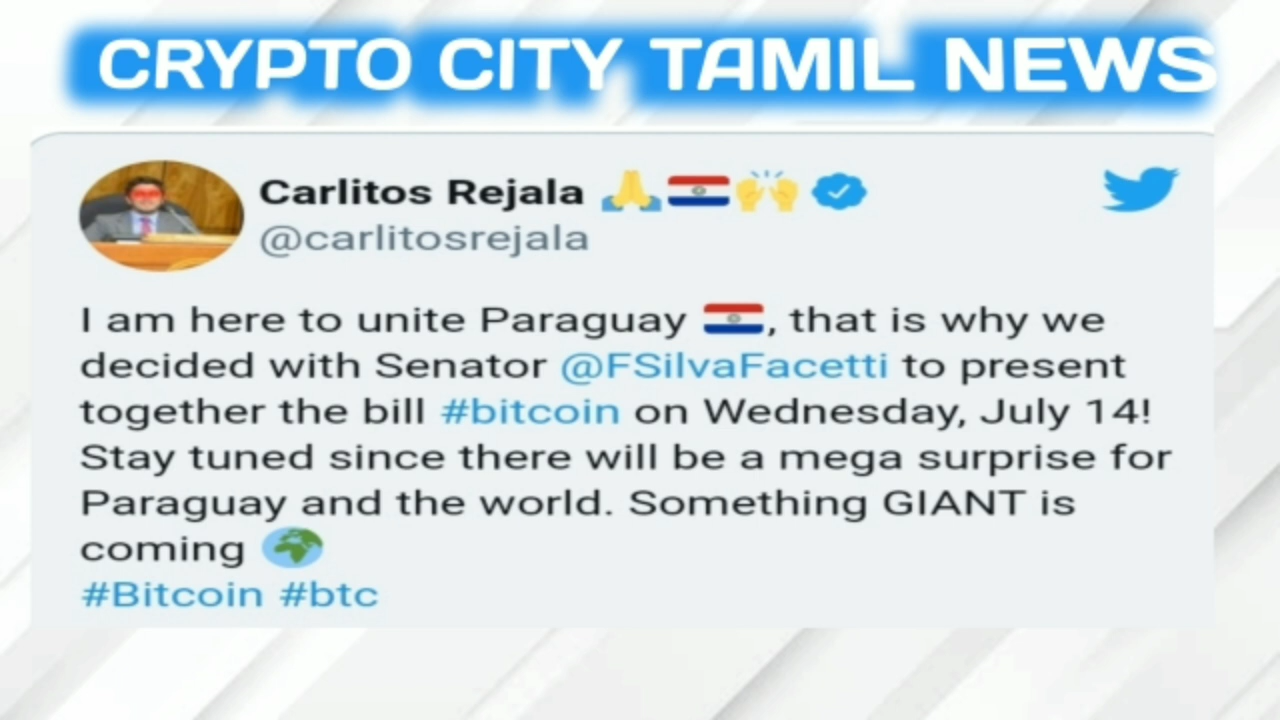 CRYPTO CITY TAMIL NEWS
Carlitos Rejala 🙏🇵🇾🙌
@carlitosrejala
I am here to unite Paraguay 🇵🇾, that is why we
decided with Senator @FSilvaFacetti to present
together the bill #bitcoin on Wednesday, July 14!
Stay tuned since there will be a mega surprise for
Paraguay and the world. Something GIANT is
coming 🌍
#Bitcoin #btc